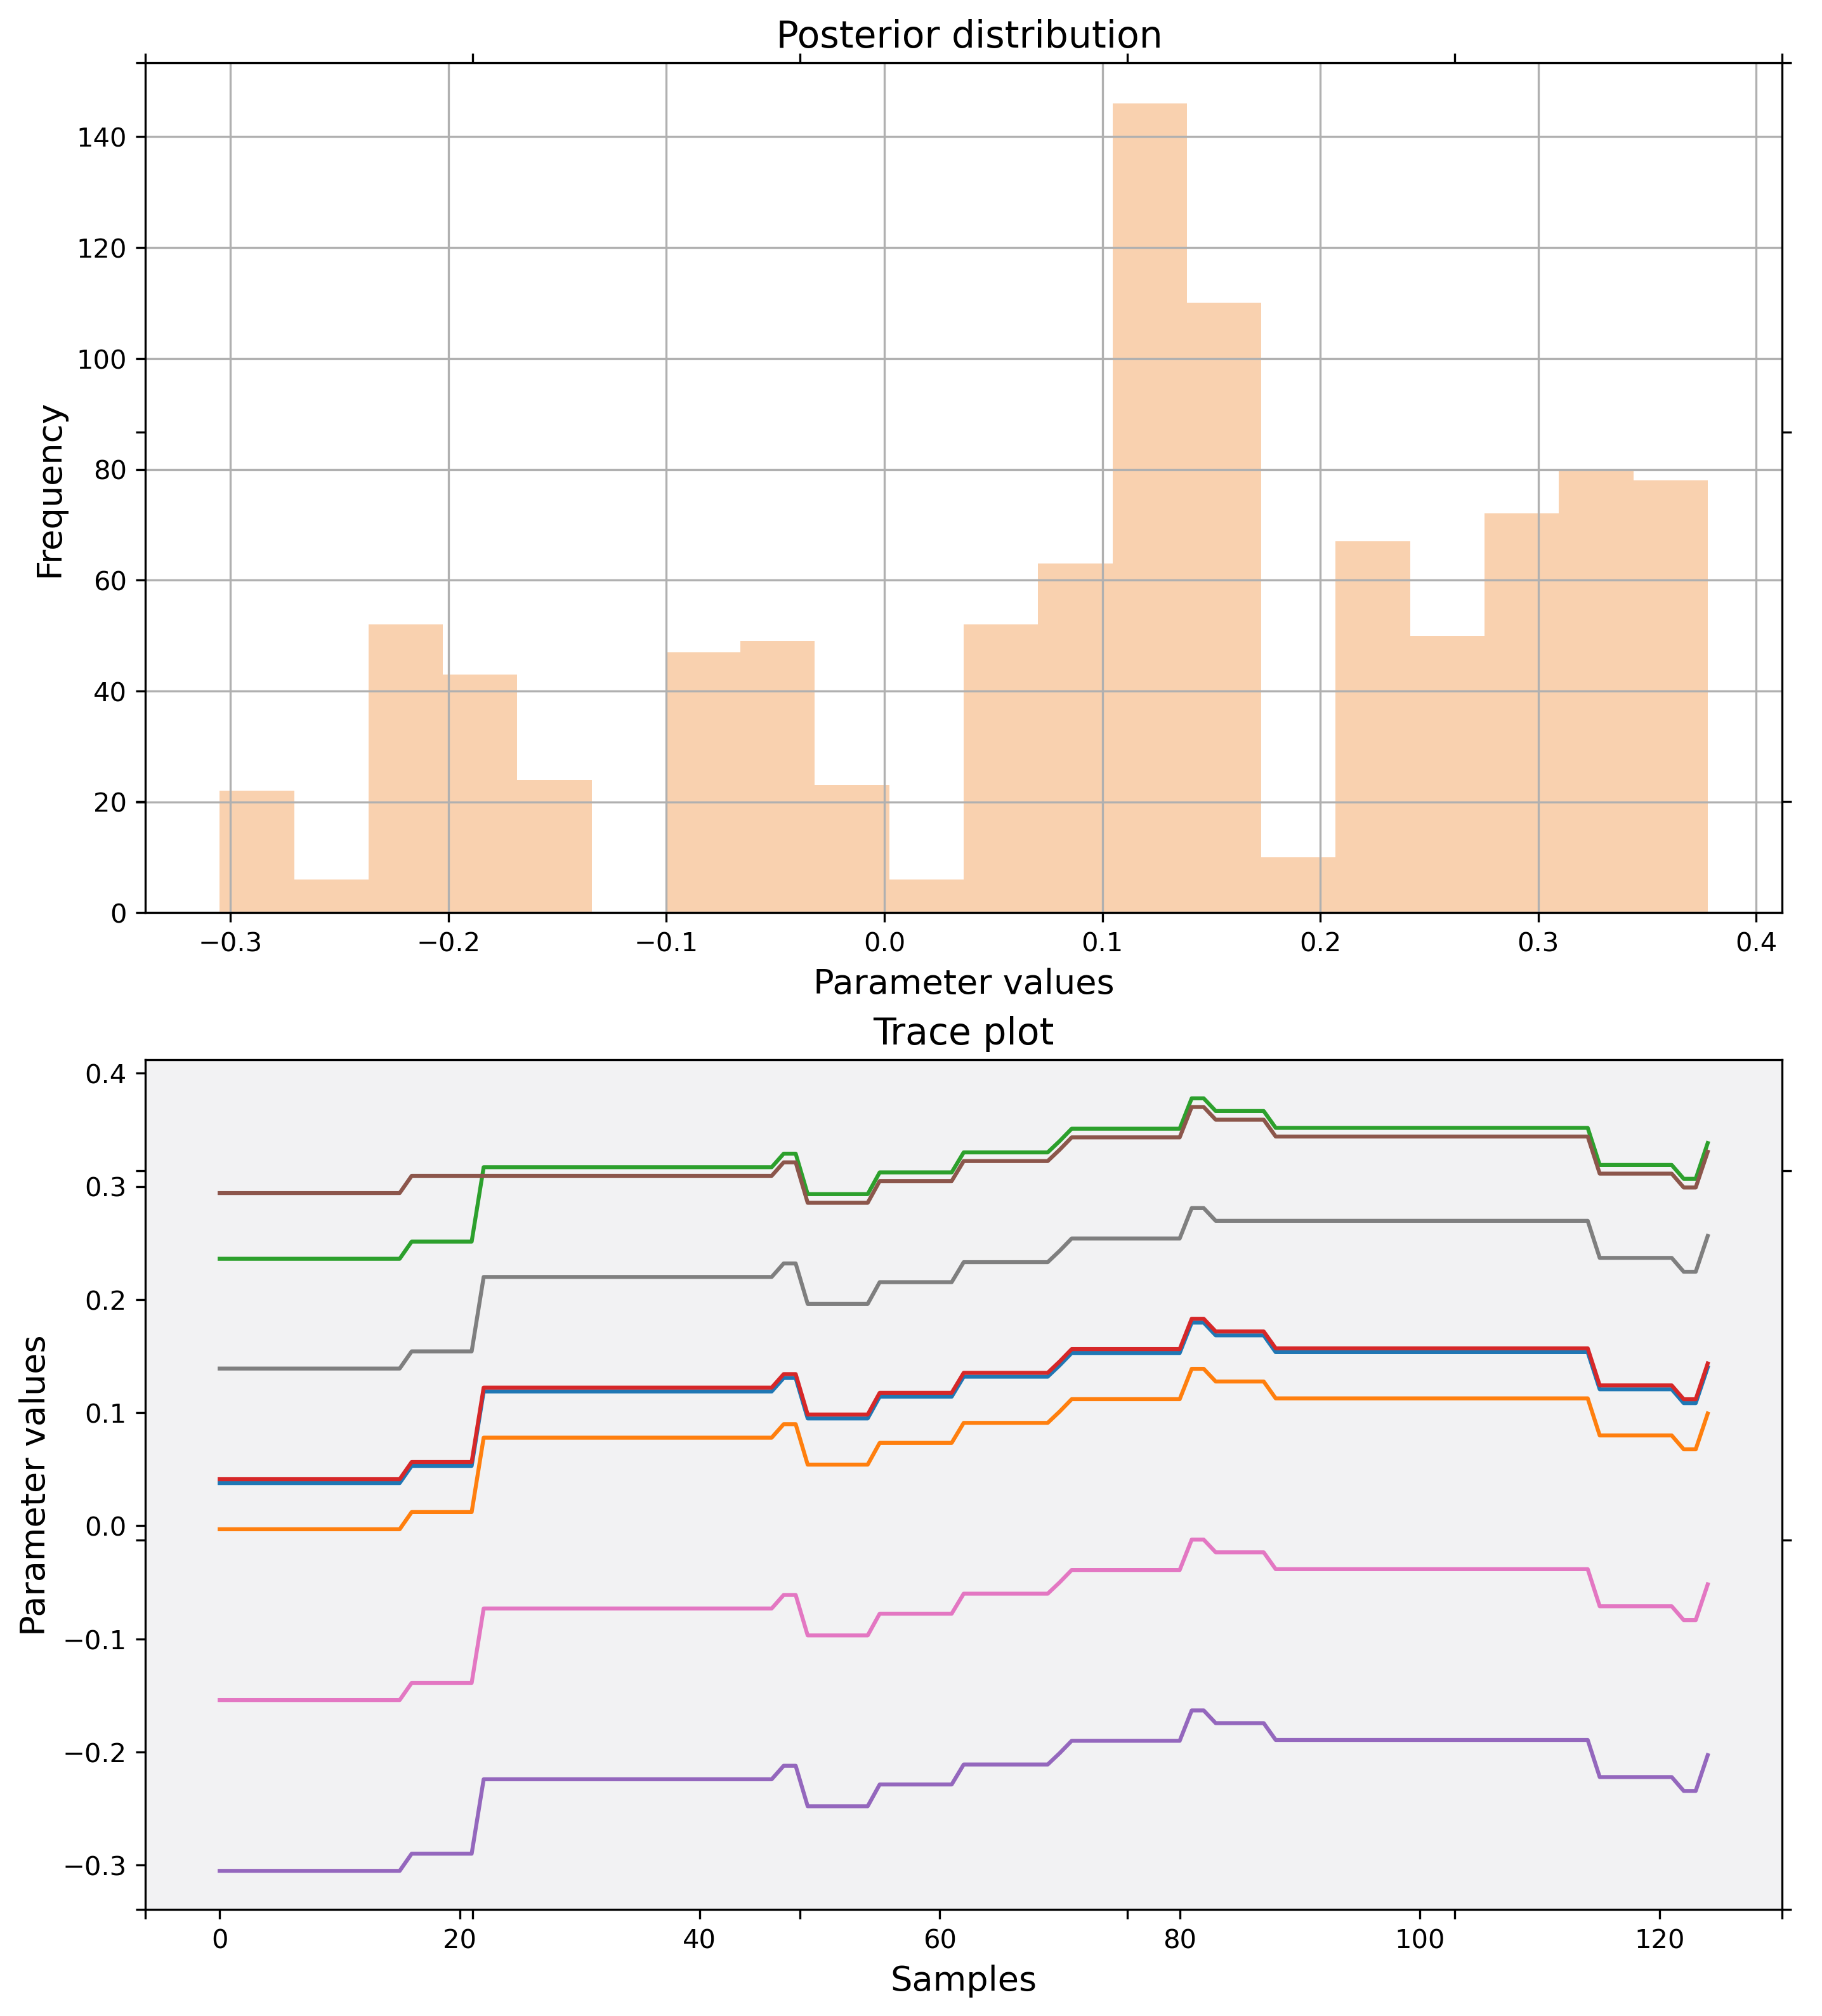 Posterior distribution
140
120
100
80
60
40
20
0
Frequency
−0.3 −0.2 −0.1 0.0 0.1 0.2 0.3 0.4
Parameter values
Trace plot
0.4
0.3
0.2
0.1
0.0
−0.1
−0.2
−0.3
Parameter values
0 20 40 60 80 100 120
Samples